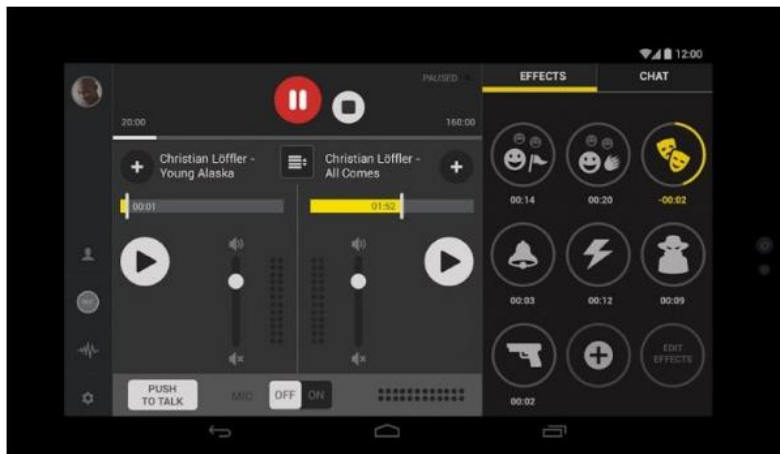 12:00
PAUSED
EFFECTS
CHAT
20:00
160:00
Christian Löffler -
Young Alaska
Christian Löffler -
All Comes
00:01
01:52
00:14
00:20
-00:02
00:03
00:12
00:09
PUSH
TO TALK
MIC
OFF
ON
00:02
EDIT
EFFECTS